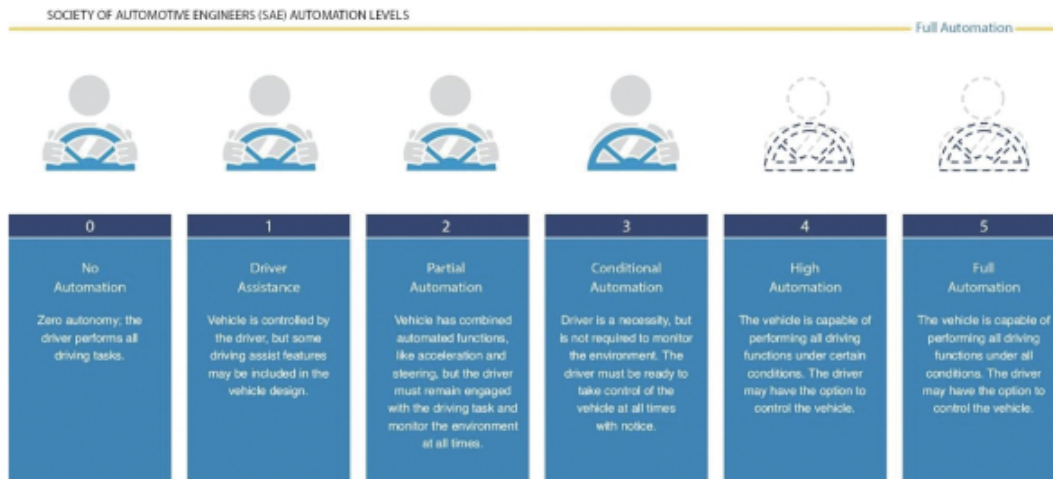 SOCIETY OF AUTOMOTIVE ENGINEERS (SAE) AUTOMATION LEVELS
Full Automation
0
No
Automation
Zero autonomy; the
driver performs all
driving tasks.
1
Driver
Assistance
Vehicle is controlled by
the driver, but some
driving assist features
may be included in the
vehicle design.
2
Partial
Automation
Vehicle has combined
automated functions,
like acceleration and
steering, but the driver
must remain engaged
with the driving task and
monitor the environment
at all times.
3
Conditional
Automation
Driver is a necessity, but
is not required to monitor
the environment. The
driver must be ready to
take control of the
vehicle at all times
with notice.
4
High
Automation
The vehicle is capable of
performing all driving
functions under certain
conditions. The driver
may have the option to
control the vehicle.
5
Full
Automation
The vehicle is capable of
performing all driving
functions under all
conditions. The driver
may have the option to
control the vehicle.